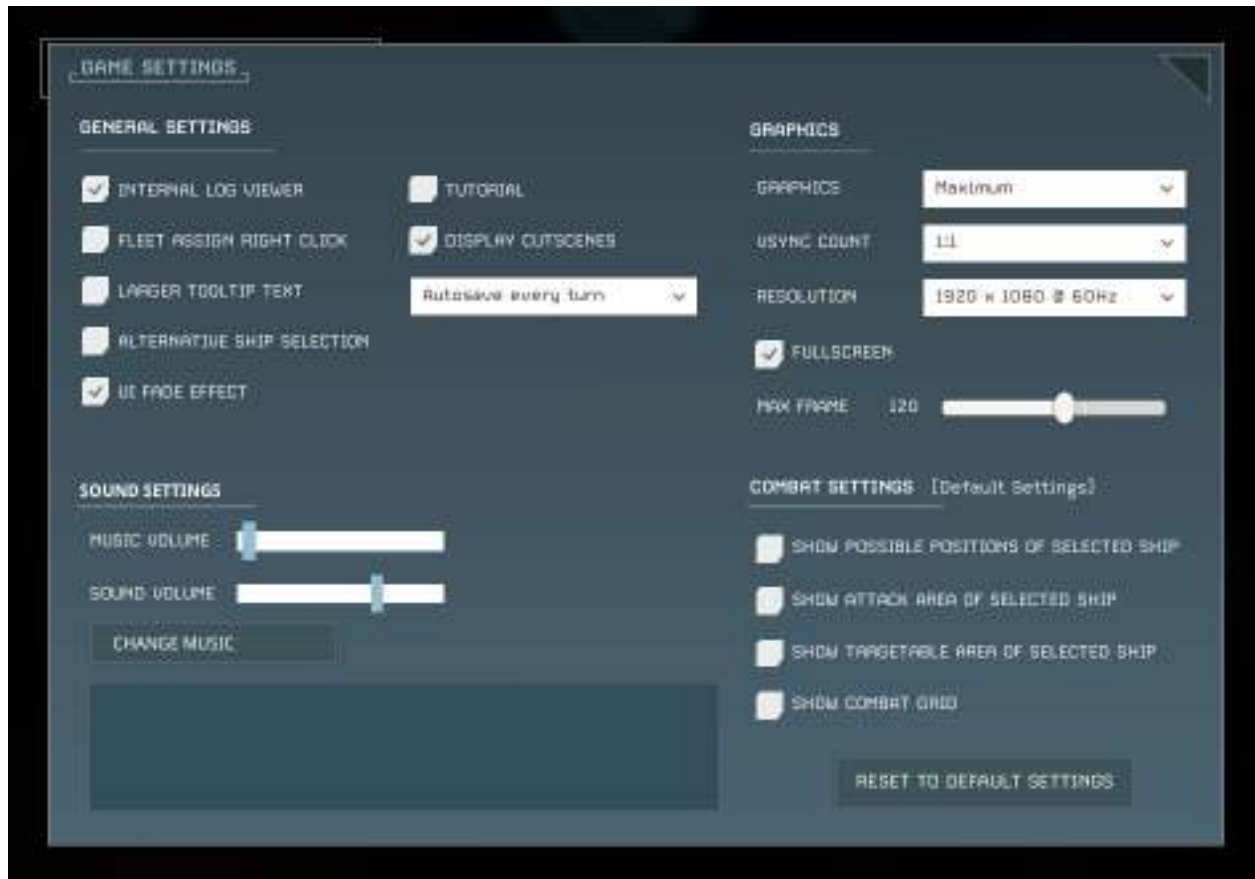 GAME SETTINGS
GENERAL SETTINGS
INTERNAL LOG VIEWER
FLEET ASSIGN RIGHT CLICK
LARGER TOOLTIP TEXT
ALTERNATIVE SHIP SELECTION
UI FADE EFFECT
TUTORIAL
DISPLAY CUTSCENES
Autosave every turn
SOUND SETTINGS
MUSIC VOLUME
SOUND VOLUME
CHANGE MUSIC
GRAPHICS
GRAPHICS Maximum
VSYNC COUNT 1:1
RESOLUTION 1920 x 1080 @ 60Hz
FULLSCREEN
MAX FRAME 120
COMBAT SETTINGS [Default Settings]
SHOW POSSIBLE POSITIONS OF SELECTED SHIP
SHOW ATTACK AREA OF SELECTED SHIP
SHOW TARGETABLE AREA OF SELECTED SHIP
SHOW COMBAT GRID
RESET TO DEFAULT SETTINGS